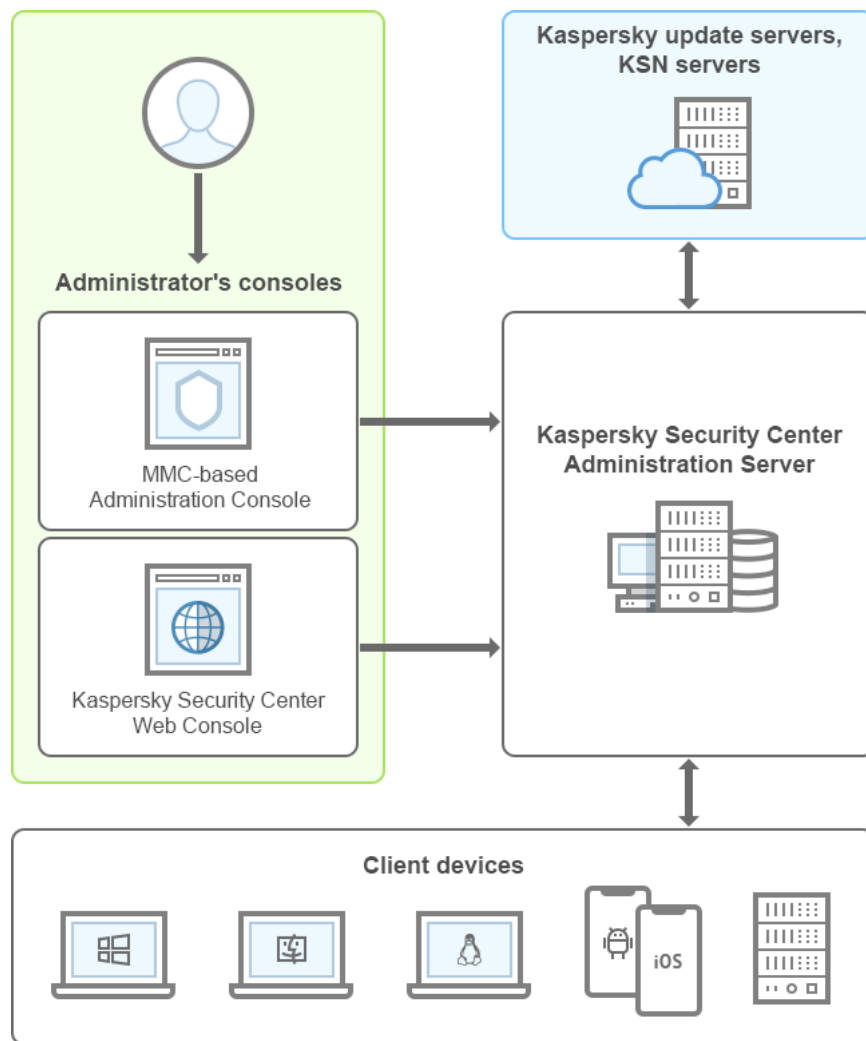 Kaspersky update servers,
KSN servers
Administrator's consoles
MMC-based
Administration Console
Kaspersky Security Center
Administration Server
Kaspersky Security Center
Web Console
Client devices
iOS